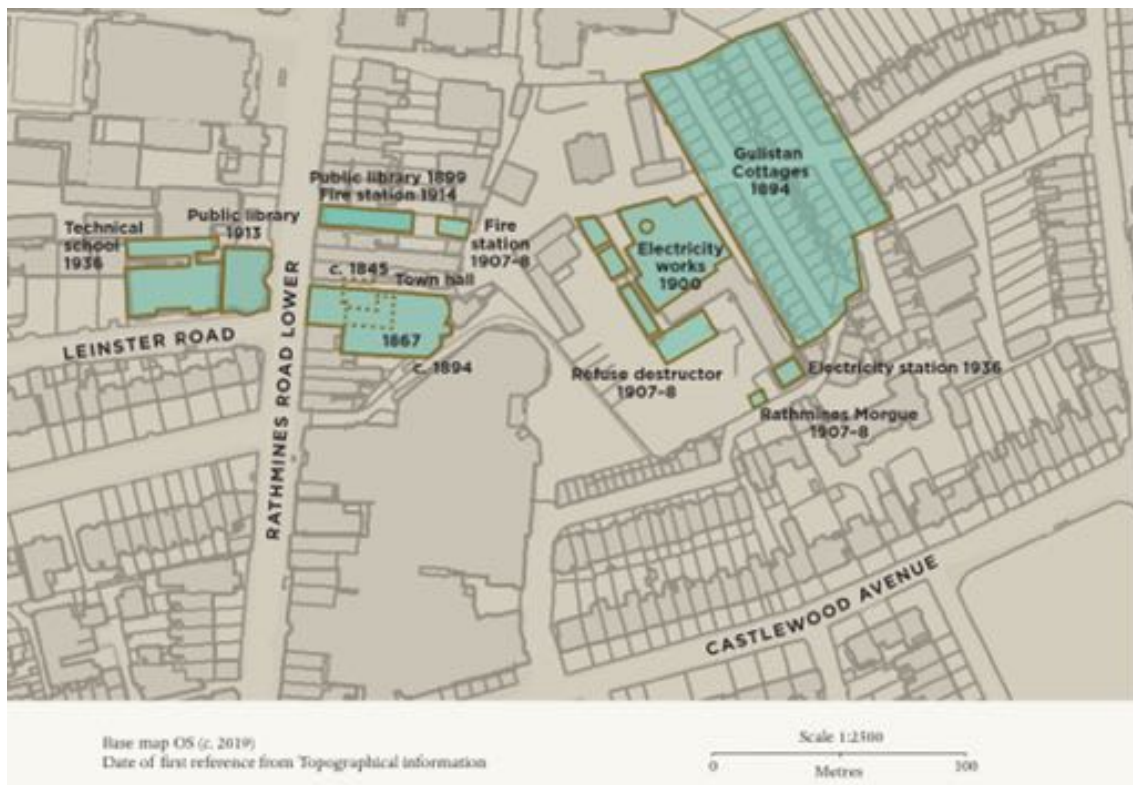 Gulistan
Cottages
1894
Public library 1899
Fire station 1914
Public library
1913
Technical
school
1936
Fire
station
1907-8
Electricity
works
1900
c. 1845
Town hall
1867
c. 1894
LEINSTER ROAD
RATHMINES ROAD LOWER
Refuse destructor
1907-8
Electricity station 1936
Rathmines Morgue
1907-8
CASTLEWOOD AVENUE
Base map OS (c. 2019)
Date of first reference from Topographical information
Scale 1:2500
0
Metres